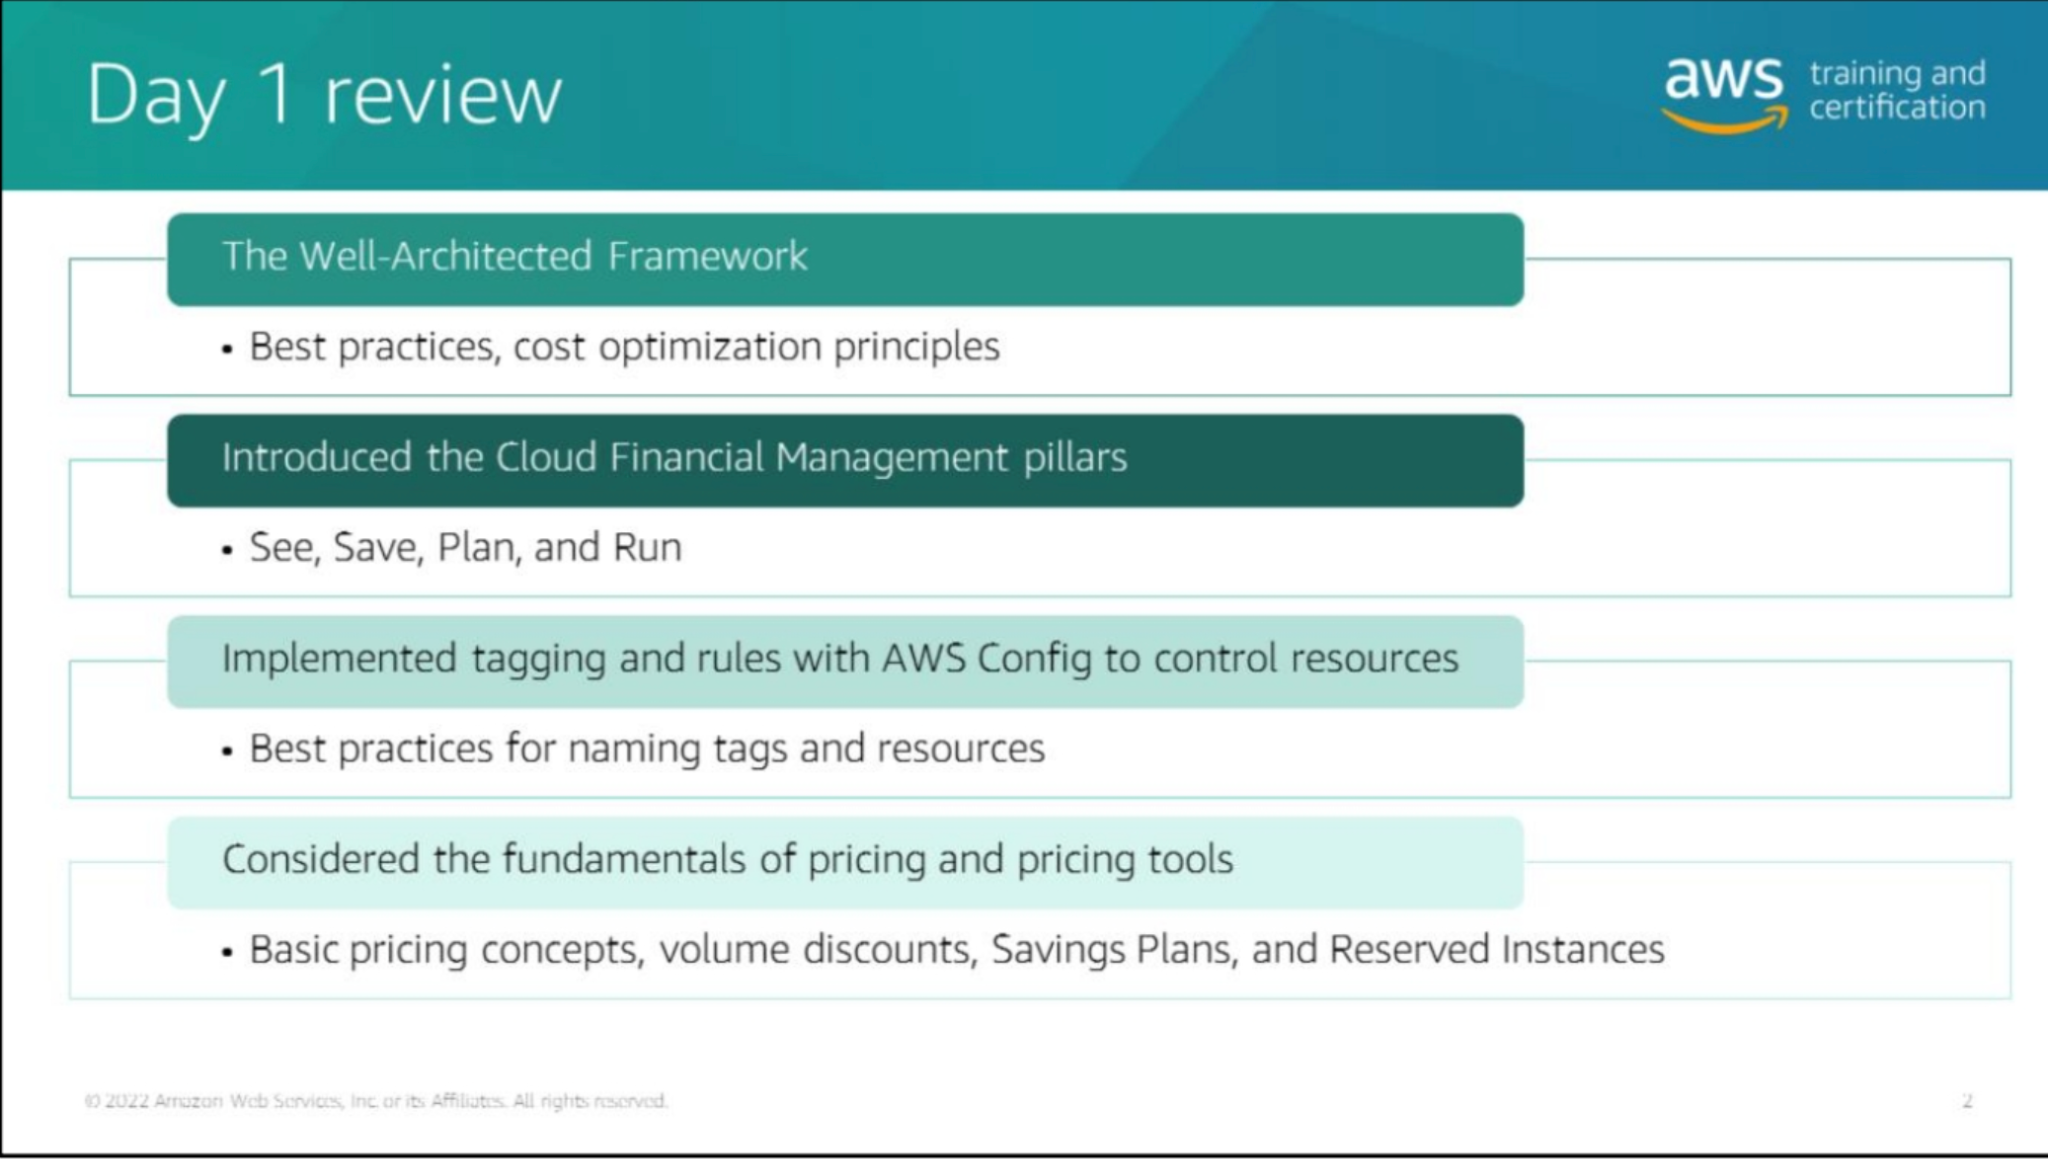 Day 1 review
aws training and
certification
The Well-Architected Framework
• Best practices, cost optimization principles
Introduced the Cloud Financial Management pillars
• See, Save, Plan, and Run
Implemented tagging and rules with AWS Config to control resources
• Best practices for naming tags and resources
Considered the fundamentals of pricing and pricing tools
• Basic pricing concepts, volume discounts, Savings Plans, and Reserved Instances
© 2022 Amazon Web Services, Inc. or its Affiliates. All rights reserved.
2